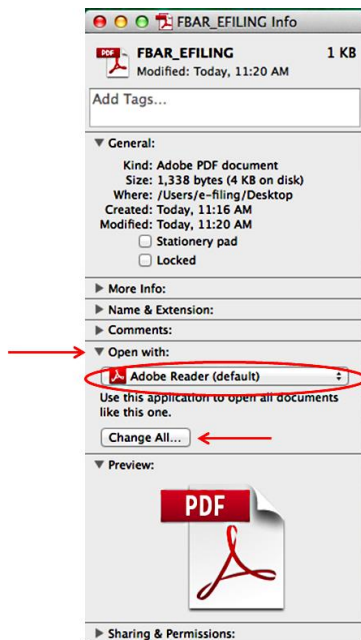 FBAR_EFILING Info
PDF
FBAR_EFILING 1 KB
Modified: Today, 11:20 AM
Add Tags...
General:
Kind: Adobe PDF document
Size: 1,338 bytes (4 KB on disk)
Where: /Users/e-filing/Desktop
Created: Today, 11:16 AM
Modified: Today, 11:20 AM
Stationery pad
Locked
More Info:
Name & Extension:
Comments:
Open with:
Adobe Reader (default)
Use this application to open all documents
like this one.
Change All...
Preview:
PDF
Sharing & Permissions: